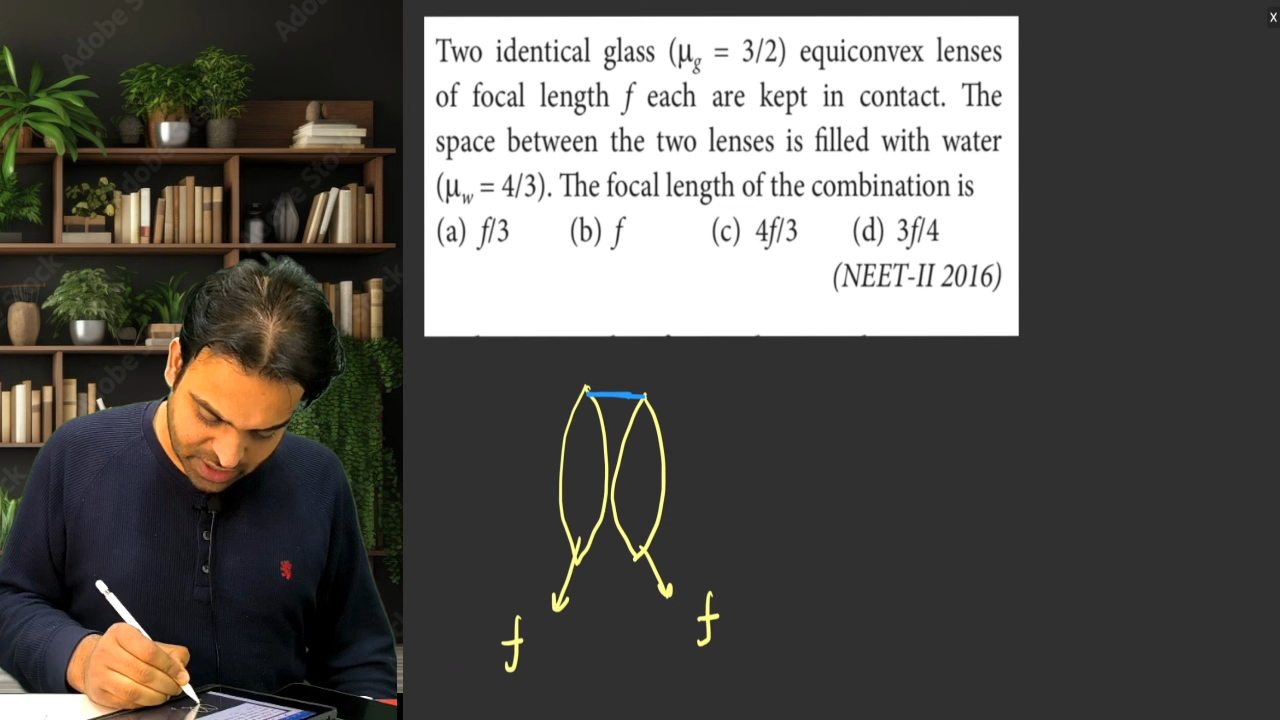 Two identical glass (μg = 3/2) equiconvex lenses
of focal length f each are kept in contact. The
space between the two lenses is filled with water
(μw = 4/3). The focal length of the combination is
(a) f/3 (b) f (c) 4f/3 (d) 3f/4
(NEET-II 2016)
f
f
X
Adobe Stock